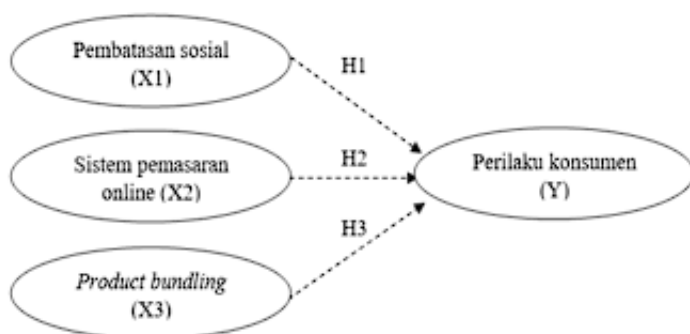 Pembatasan sosial
(X1)
H1
Sistem pemasaran
online (X2)
H2
Perilaku konsumen
(Y)
H3
Product bundling
(X3)